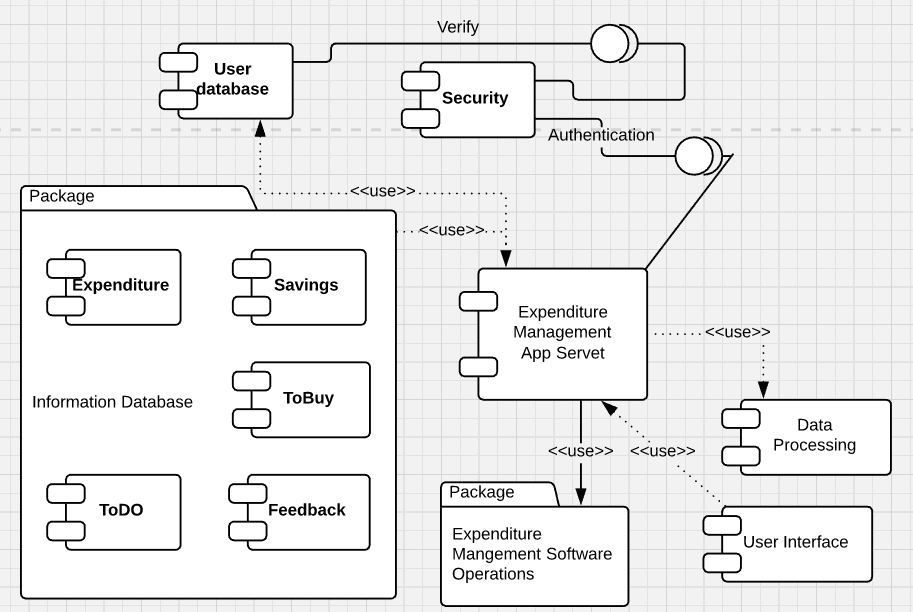 Verify
User
database
Security
Authentication
<<use>>
Package
<<use>>
Expenditure
Savings
Expenditure
Management
App Servet
<<use>>
Information Database
ToBuy
Data
Processing
<<use>>
<<use>>
Package
ToDO
Feedback
Expenditure
Mangement Software
Operations
User Interface